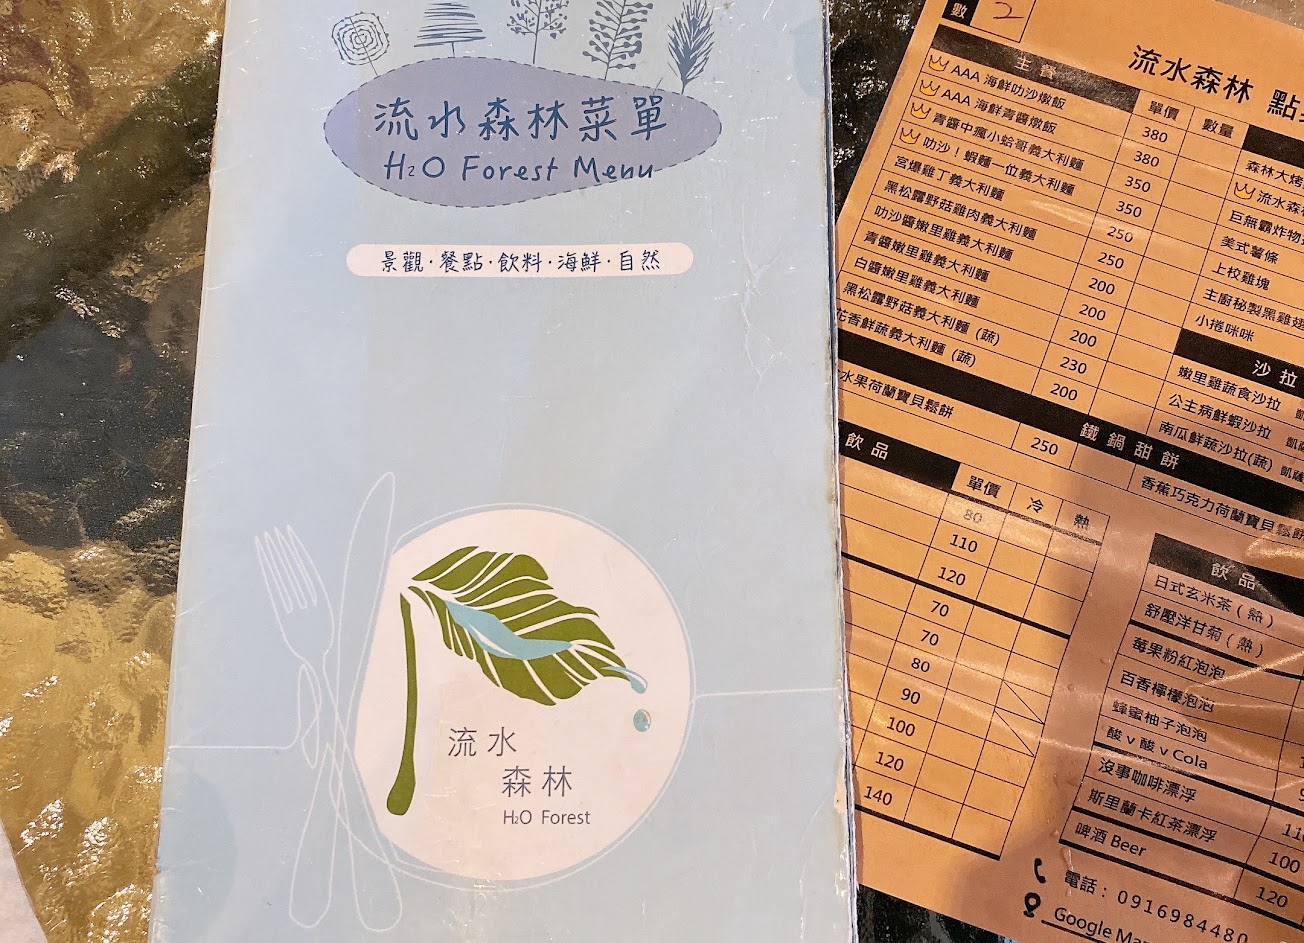 流水森林菜單
H₂O Forest Menu
景觀·餐點·飲料·海鮮·自然
流水
森林
H₂O Forest
數 2
流水森林 點
主食 單價 數量
AAA 海鮮叻沙燉飯 380
AAA 海鮮青醬燉飯 380
青醬中瘋小蛤哥義大利麵 350
叻沙！蝦麵一位義大利麵 350
宮爆雞丁義大利麵 250
黑松露野菇雞肉義大利麵 250
叻沙醬嫩里雞義大利麵 200
青醬嫩里雞義大利麵 200
白醬嫩里雞義大利麵 200
黑松露野菇義大利麵 (蔬) 230
花香鮮蔬義大利麵 (蔬) 200
森林大烤
流水森
巨無霸炸物
美式薯條
上校雞塊
主廚秘製黑雞翅
小捲咪咪
沙拉
嫩里雞蔬食沙拉 凱
公主病鮮蝦沙拉 凱薩
南瓜鮮蔬沙拉(蔬) 凱薩
鐵鍋甜餅
水果荷蘭寶貝鬆餅 250
香蕉巧克力荷蘭寶貝鬆餅
飲品 單價 冷 熱
80
110
120
70
70
80
90
100
120
140
飲品
日式玄米茶 ( 熱 )
舒壓洋甘菊 ( 熱 )
莓果粉紅泡泡
百香檸檬泡泡
蜂蜜柚子泡泡
酸 v 酸 v Cola
沒事咖啡漂浮 11
斯里蘭卡紅茶漂浮 100
啤酒 Beer 120
電話 : 0916984480
Google Ma